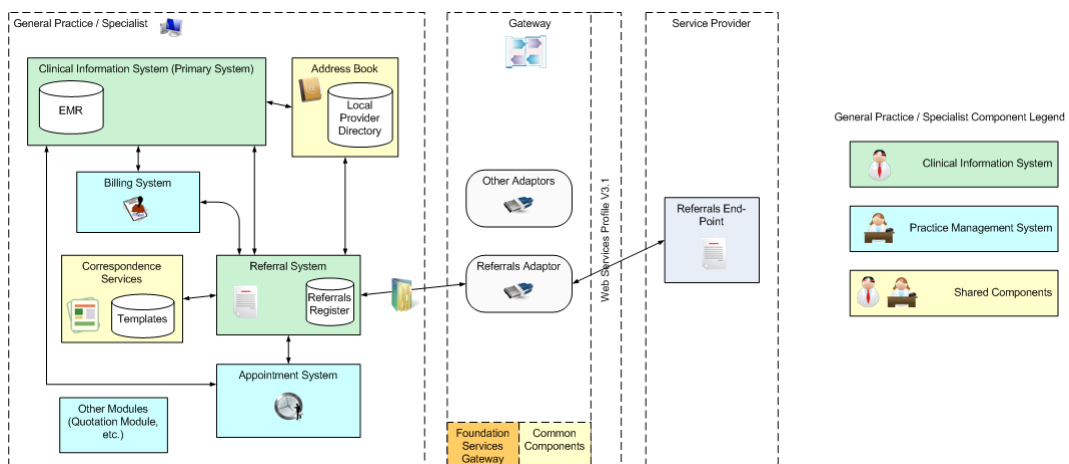 General Practice / Specialist
Clinical Information System (Primary System)
EMR
Address Book
Local
Provider
Directory
Billing System
Correspondence
Services
Templates
Referral System
Referrals
Register
Appointment System
Other Modules
(Quotation Module,
etc.)
Gateway
Other Adaptors
Referrals Adaptor
Foundation
Services
Gateway
Common
Components
Web Services Profile V3.1
Service Provider
Referrals End-
Point
General Practice / Specialist Component Legend
Clinical Information System
Practice Management System
Shared Components